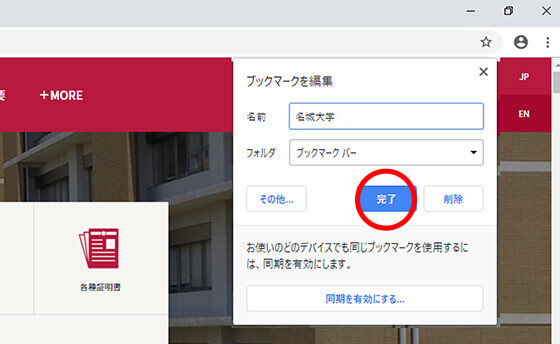 要
+MORE
JP
EN
ブックマークを編集
名前
名城大学
フォルダ
ブックマーク バー
その他...
完了
削除
お使いのどのデバイスでも同じブックマークを使用するに
は、同期を有効にします。
同期を有効にする...
各種証明書